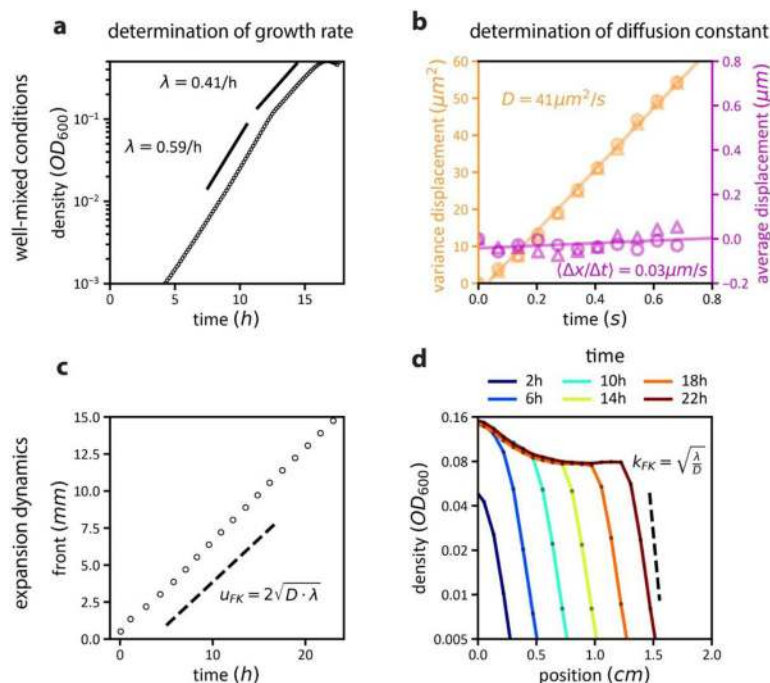 a determination of growth rate
well-mixed conditions
density (OD₆₀₀)
10⁻¹
10⁻²
10⁻³
λ = 0.41/h
λ = 0.59/h
0 5 10 15
time (h)
b determination of diffusion constant
variance displacement (μm²)
60
50
40
30
20
10
0
D = 41μm²/s
⟨Δx/Δt⟩ = 0.03μm/s
0.8
0.6
0.4
0.2
0.0
−0.2
average displacement (μm)
0.0 0.2 0.4 0.6 0.8
time (s)
c
expansion dynamics
front (mm)
15.0
12.5
10.0
7.5
5.0
2.5
0.0
u_FK = 2√D · λ
0 10 20
time (h)
d
time
2h 10h 18h
6h 14h 22h
density (OD₆₀₀)
0.16
0.08
0.04
0.02
0.01
0.005
k_FK = √λ/D
0.0 0.5 1.0 1.5 2.0
position (cm)